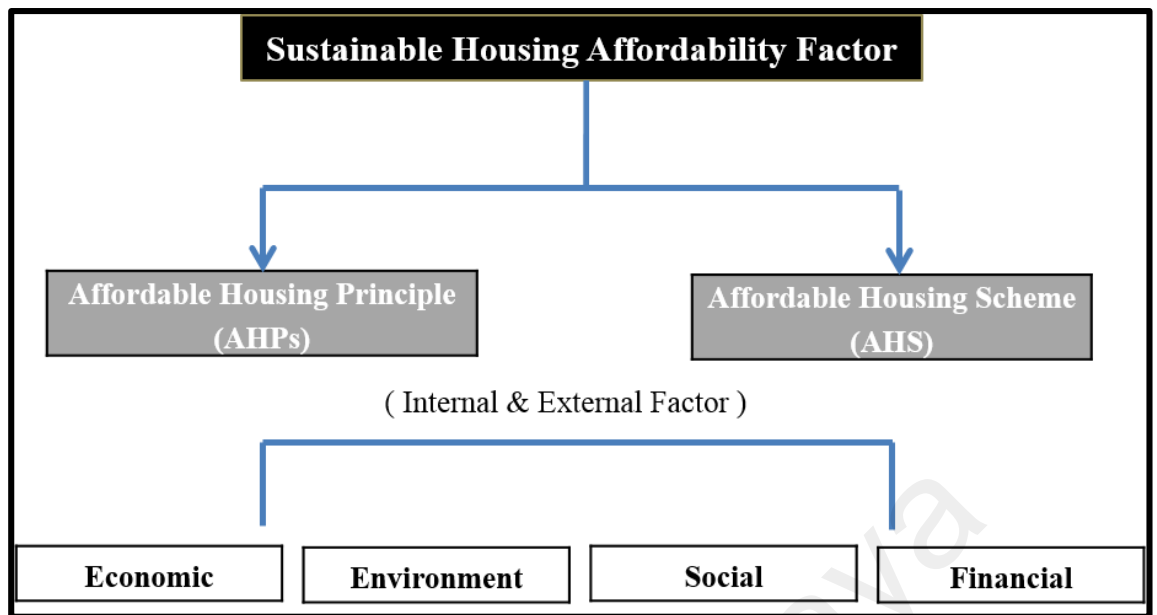 Sustainable Housing Affordability Factor
Affordable Housing Principle
(AHPs)
Affordable Housing Scheme
(AHS)
( Internal & External Factor )
Economic
Environment
Social
Financial